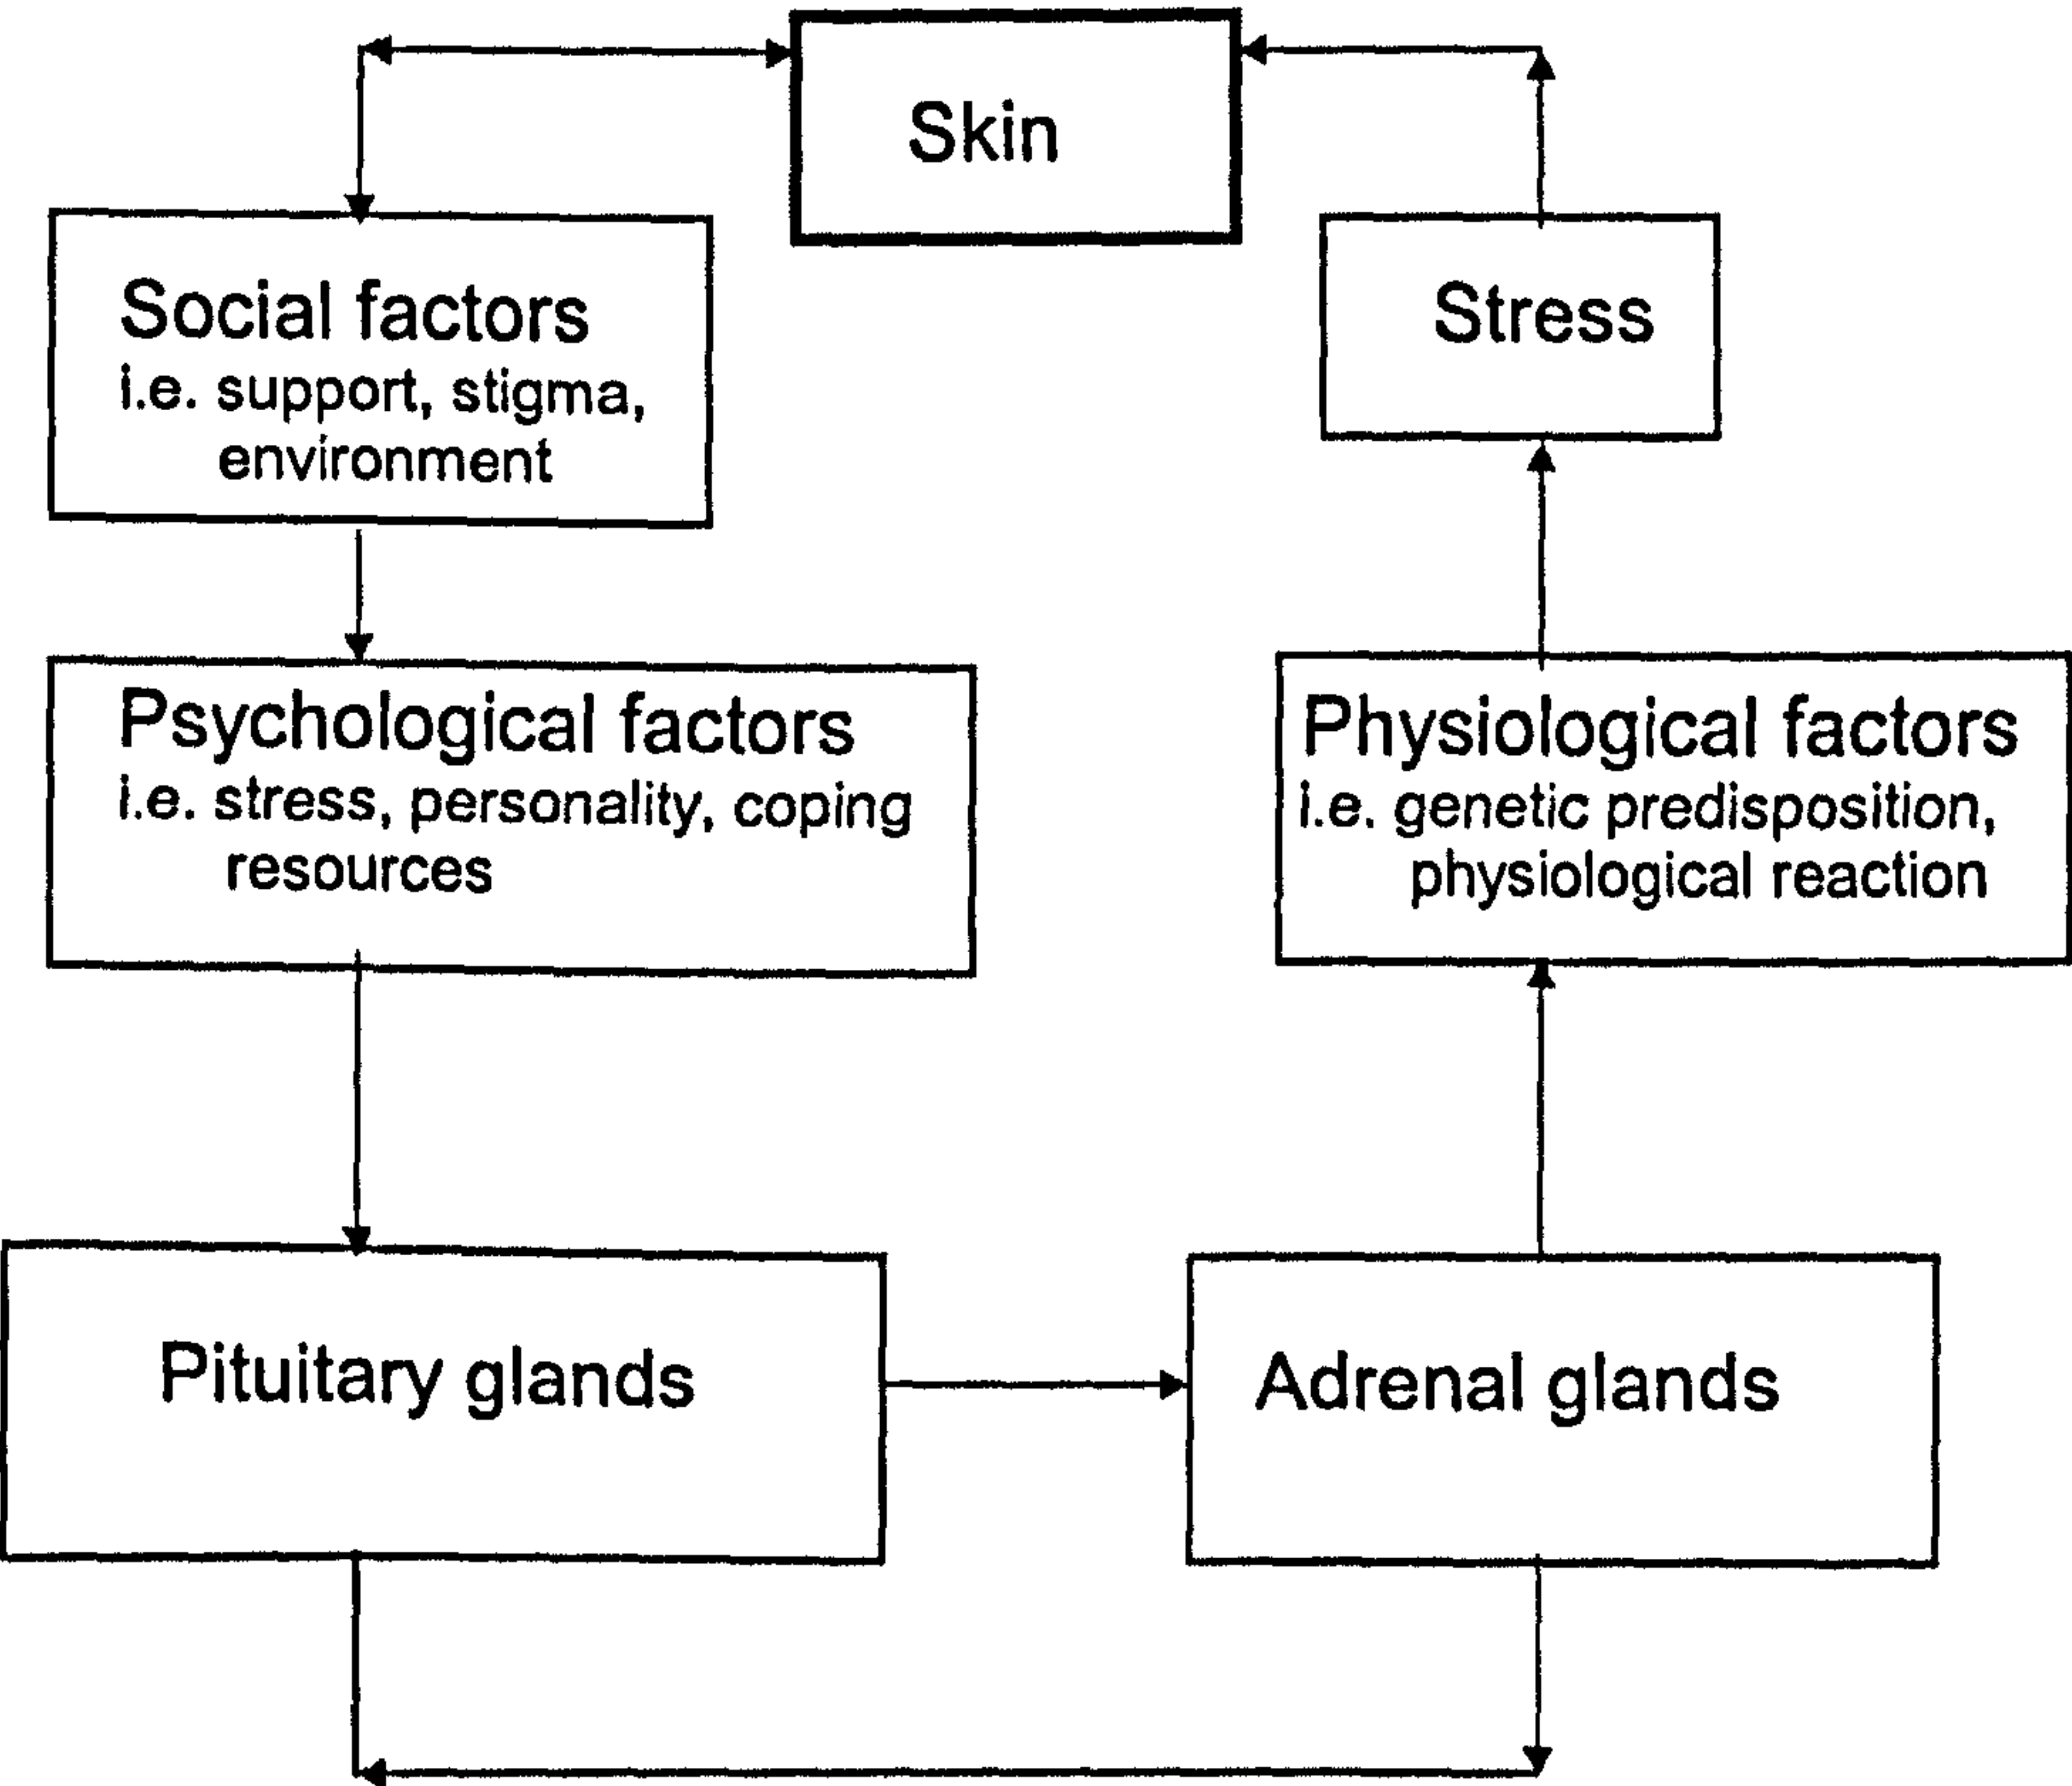 Skin
Social factors
i.e. support, stigma,
environment
Stress
Psychological factors
i.e. stress, personality, coping
resources
Physiological factors
i.e. genetic predisposition,
physiological reaction
Pituitary glands
Adrenal glands